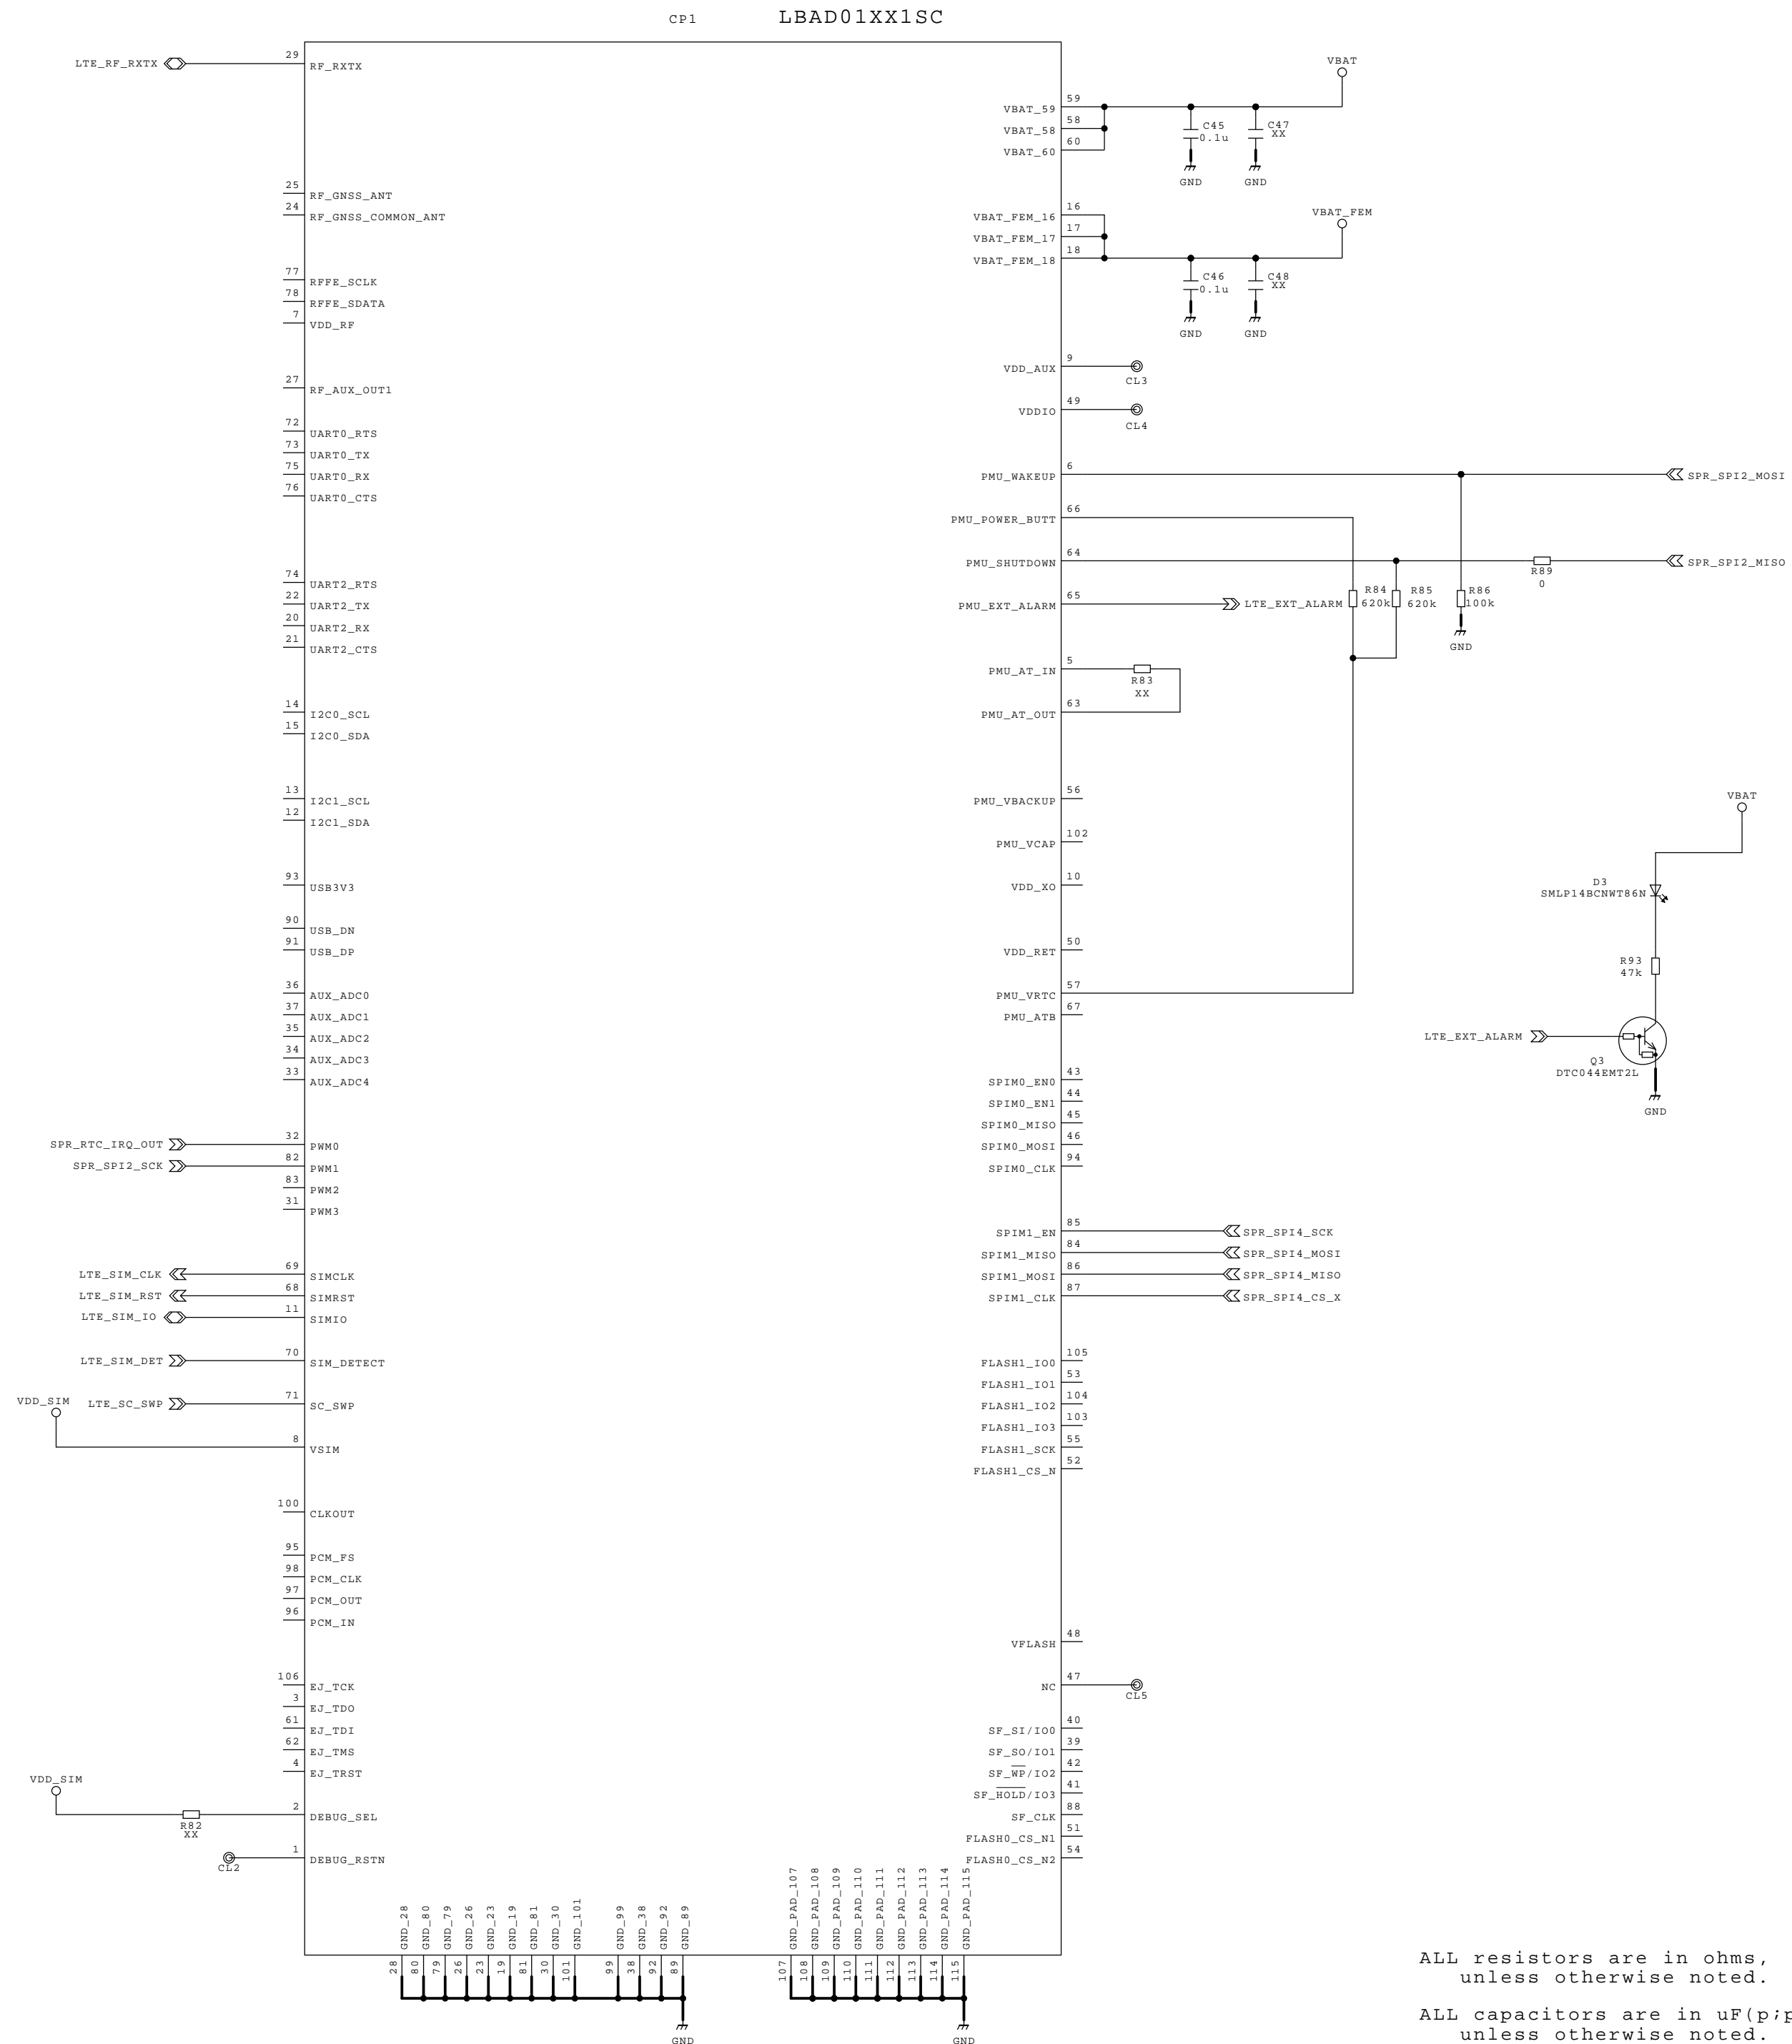 CP1 LBAD01XX1SC
LTE_RF_RXTX 29 RF_RXTX
25 RF_GNSS_ANT
24 RF_GNSS_COMMON_ANT
77 RFFE_SCLK
78 RFFE_SDATA
7 VDD_RF
27 RF_AUX_OUT1
72 UART0_RTS
73 UART0_TX
75 UART0_RX
76 UART0_CTS
74 UART2_RTS
22 UART2_TX
20 UART2_RX
21 UART2_CTS
14 I2C0_SCL
15 I2C0_SDA
13 I2C1_SCL
12 I2C1_SDA
93 USB3V3
90 USB_DN
91 USB_DP
36 AUX_ADC0
37 AUX_ADC1
35 AUX_ADC2
34 AUX_ADC3
33 AUX_ADC4
SPR_RTC_IRQ_OUT 32 PWM0
SPR_SPI2_SCK 82 PWM1
83 PWM2
31 PWM3
LTE_SIM_CLK 69 SIMCLK
LTE_SIM_RST 68 SIMRST
LTE_SIM_IO 11 SIMIO
LTE_SIM_DET 70 SIM_DETECT
VDD_SIM
LTE_SC_SWP 71 SC_SWP
8 VSIM
100 CLKOUT
95 PCM_FS
98 PCM_CLK
97 PCM_OUT
96 PCM_IN
106 EJ_TCK
3 EJ_TDO
61 EJ_TDI
62 EJ_TMS
4 EJ_TRST
VDD_SIM
2 DEBUG_SEL
R82
XX
1 DEBUG_RSTN
CL2
VBAT
VBAT_59 59
VBAT_58 58
VBAT_60 60
C45
0.1u
C47
XX
GND GND
VBAT_FEM
VBAT_FEM_16 16
VBAT_FEM_17 17
VBAT_FEM_18 18
C46
0.1u
C48
XX
GND GND
VDD_AUX 9
CL3
VDDIO 49
CL4
PMU_WAKEUP 6 SPR_SPI2_MOSI
PMU_POWER_BUTT 66
PMU_SHUTDOWN 64 SPR_SPI2_MISO
R89
0
PMU_EXT_ALARM 65 LTE_EXT_ALARM
R84
620k
R85
620k
R86
100k
GND
PMU_AT_IN 5
R83
XX
PMU_AT_OUT 63
PMU_VBACKUP 56
PMU_VCAP 102
VDD_XO 10
VDD_RET 50
PMU_VRTC 57
PMU_ATB 67
VBAT
D3
SMLP14BCNWT86N
R93
47k
LTE_EXT_ALARM
Q3
DTC044EMT2L
GND
SPIM0_EN0 43
SPIM0_EN1 44
SPIM0_MISO 45
SPIM0_MOSI 46
SPIM0_CLK 94
SPIM1_EN 85 SPR_SPI4_SCK
SPIM1_MISO 84 SPR_SPI4_MOSI
SPIM1_MOSI 86 SPR_SPI4_MISO
SPIM1_CLK 87 SPR_SPI4_CS_X
FLASH1_IO0 105
FLASH1_IO1 53
FLASH1_IO2 104
FLASH1_IO3 103
FLASH1_SCK 55
FLASH1_CS_N 52
VFLASH 48
NC 47
CL5
SF_SI/IO0 40
SF_SO/IO1 39
SF_WP/IO2 42
SF_HOLD/IO3 41
SF_CLK 88
FLASH0_CS_N1 51
FLASH0_CS_N2 54
GND_28 GND_80 GND_79 GND_26 GND_23 GND_19 GND_81 GND_30 GND_101 GND_99 GND_38 GND_92 GND_89
28 80 79 26 23 19 81 30 101 99 38 92 89
GND
GND_PAD_107 GND_PAD_108 GND_PAD_109 GND_PAD_110 GND_PAD_111 GND_PAD_112 GND_PAD_113 GND_PAD_114 GND_PAD_115
107 108 109 110 111 112 113 114 115
GND
ALL resistors are in ohms,
unless otherwise noted.
ALL capacitors are in uF(p;p
unless otherwise noted.